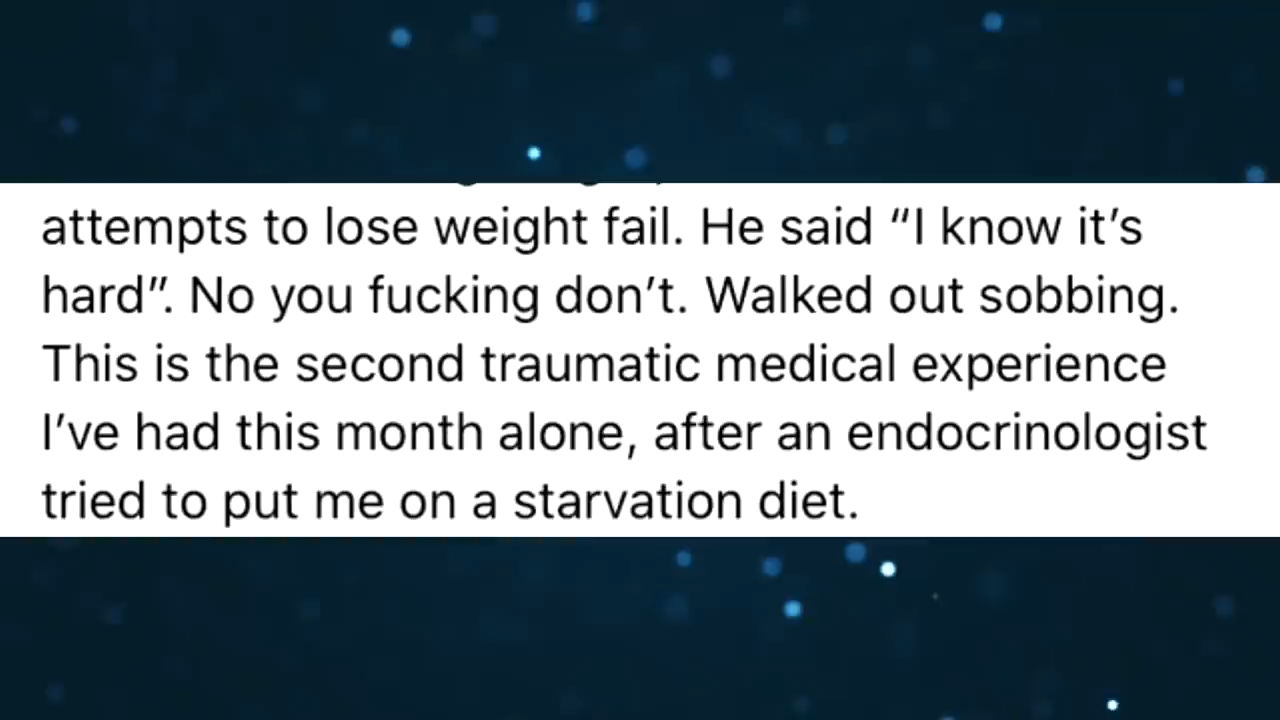 attempts to lose weight fail. He said “I know it’s
hard”. No you fucking don’t. Walked out sobbing.
This is the second traumatic medical experience
I’ve had this month alone, after an endocrinologist
tried to put me on a starvation diet.